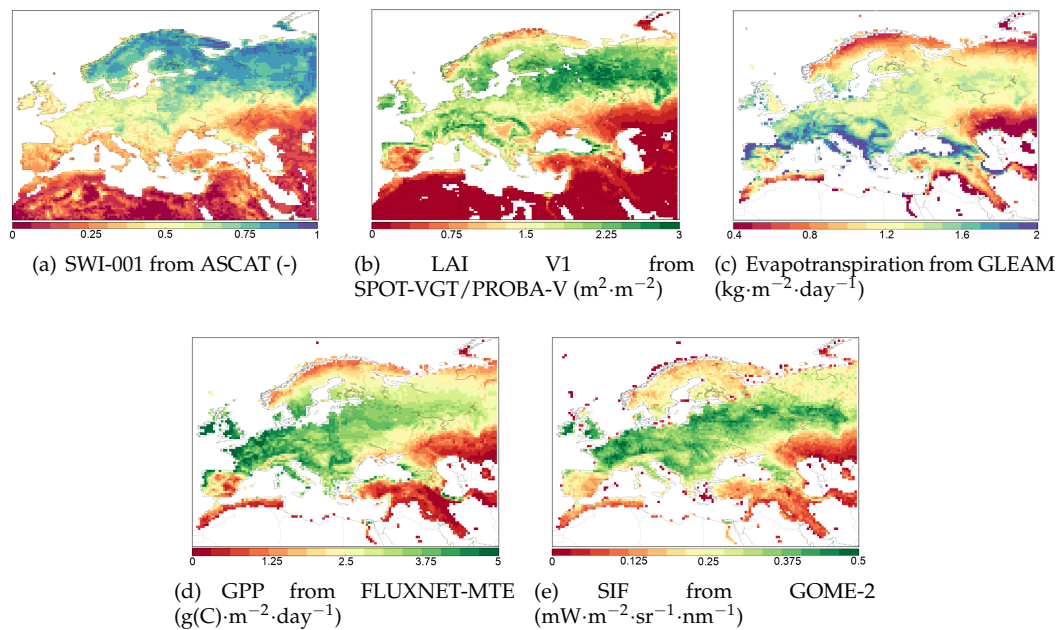 0 0.25 0.5 0.75 1
(a) SWI-001 from ASCAT (-)
0 0.75 1.5 2.25 3
(b) LAI V1 from
SPOT-VGT/PROBA-V (m²·m⁻²)
0.4 0.8 1.2 1.6 2
(c) Evapotranspiration from GLEAM
(kg·m⁻²·day⁻¹)
0 1.25 2.5 3.75 5
(d) GPP from FLUXNET-MTE
(g(C)·m⁻²·day⁻¹)
0 0.125 0.25 0.375 0.5
(e) SIF from GOME-2
(mW·m⁻²·sr⁻¹·nm⁻¹)